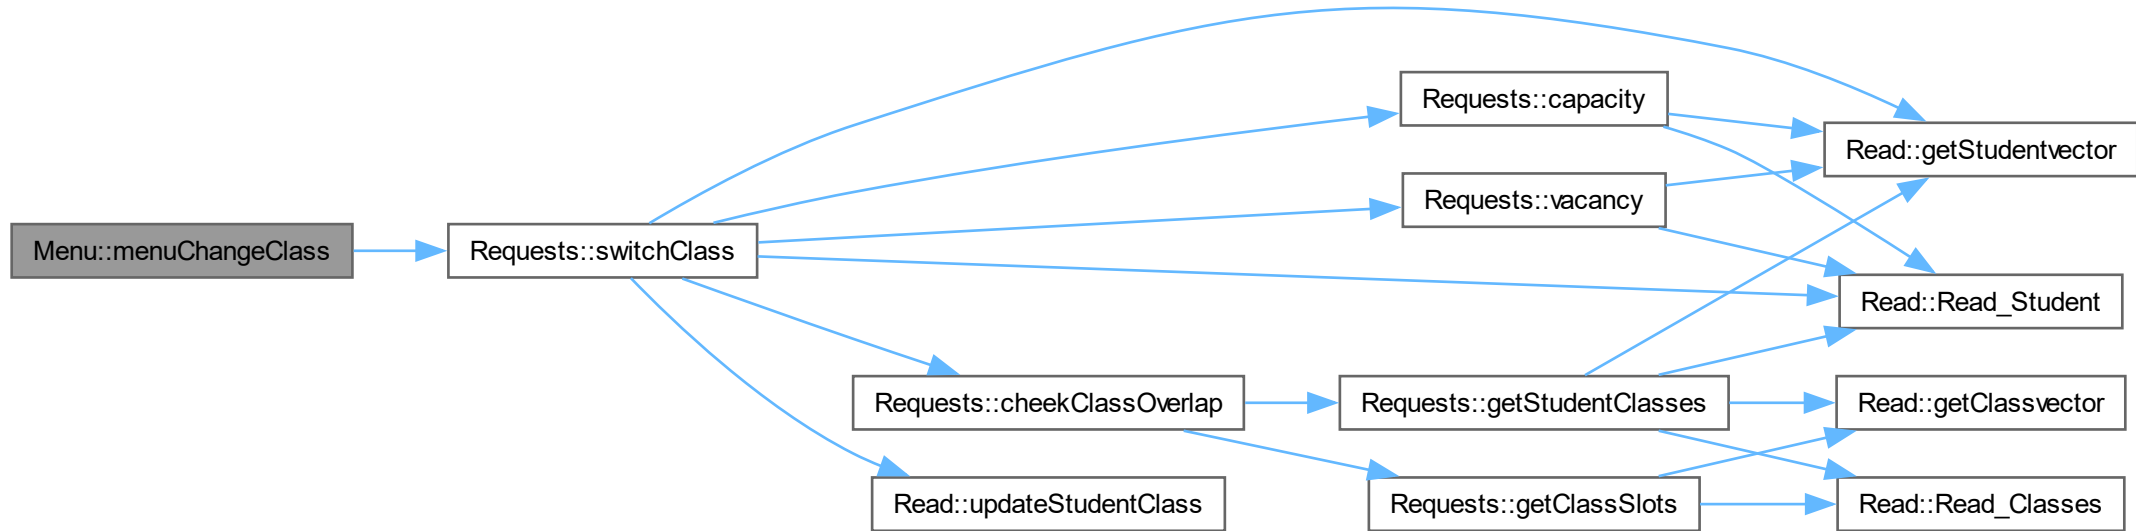 Menu::menuChangeClass
Requests::switchClass
Requests::capacity
Requests::vacancy
Requests::cheekClassOverlap
Read::updateStudentClass
Requests::getStudentClasses
Requests::getClassSlots
Read::getStudentvector
Read::Read_Student
Read::getClassvector
Read::Read_Classes